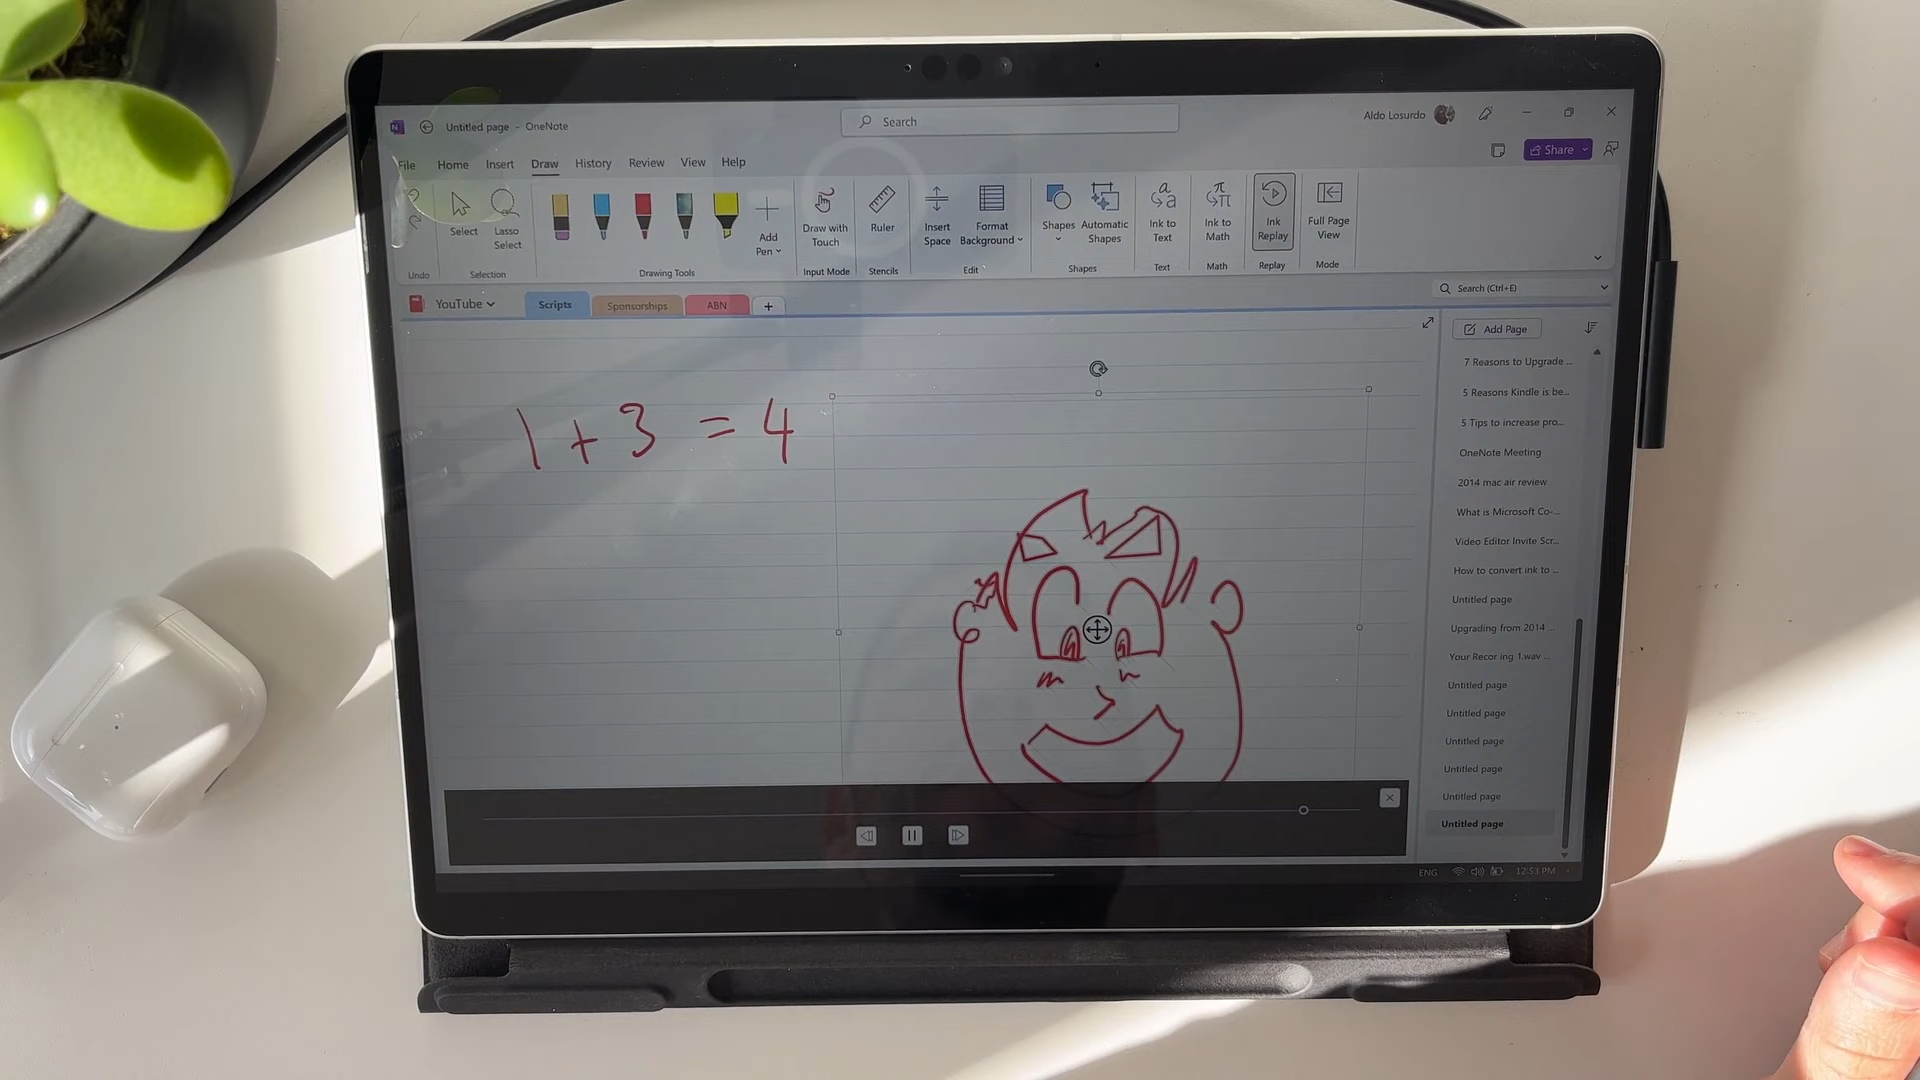 Untitled page - OneNote
Search
Aldo Losurdo
File Home Insert Draw History Review View Help
Share
Select
Lasso Select
Add Pen
Draw with Touch
Ruler
Insert Space
Format Background
Shapes
Automatic Shapes
Ink to Text
Ink to Math
Ink Replay
Full Page View
Undo Selection Drawing Tools Input Mode Stencils Edit Shapes Text Math Replay Mode
YouTube Scripts Sponsorships ABN +
Search (Ctrl+E)
Add Page
7 Reasons to Upgrade ...
5 Reasons Kindle is be...
5 Tips to increase pro...
OneNote Meeting
2014 mac air review
What is Microsoft Co-...
Video Editor Invite Scr...
How to convert ink to ...
Untitled page
Upgrading from 2014 ...
Your Recor ing 1.wav ...
Untitled page
Untitled page
Untitled page
Untitled page
Untitled page
Untitled page
1 + 3 = 4
ENG 12:53 PM